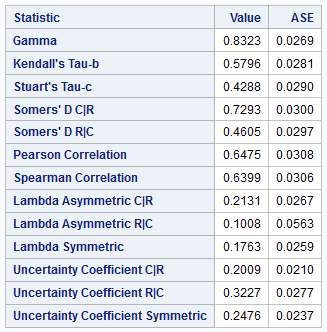 Statistic Value ASE
Gamma 0.8323 0.0269
Kendall's Tau-b 0.5796 0.0281
Stuart's Tau-c 0.4288 0.0290
Somers' D C|R 0.7293 0.0300
Somers' D R|C 0.4605 0.0297
Pearson Correlation 0.6475 0.0308
Spearman Correlation 0.6399 0.0306
Lambda Asymmetric C|R 0.2131 0.0267
Lambda Asymmetric R|C 0.1008 0.0563
Lambda Symmetric 0.1763 0.0259
Uncertainty Coefficient C|R 0.2009 0.0210
Uncertainty Coefficient R|C 0.3227 0.0277
Uncertainty Coefficient Symmetric 0.2476 0.0237